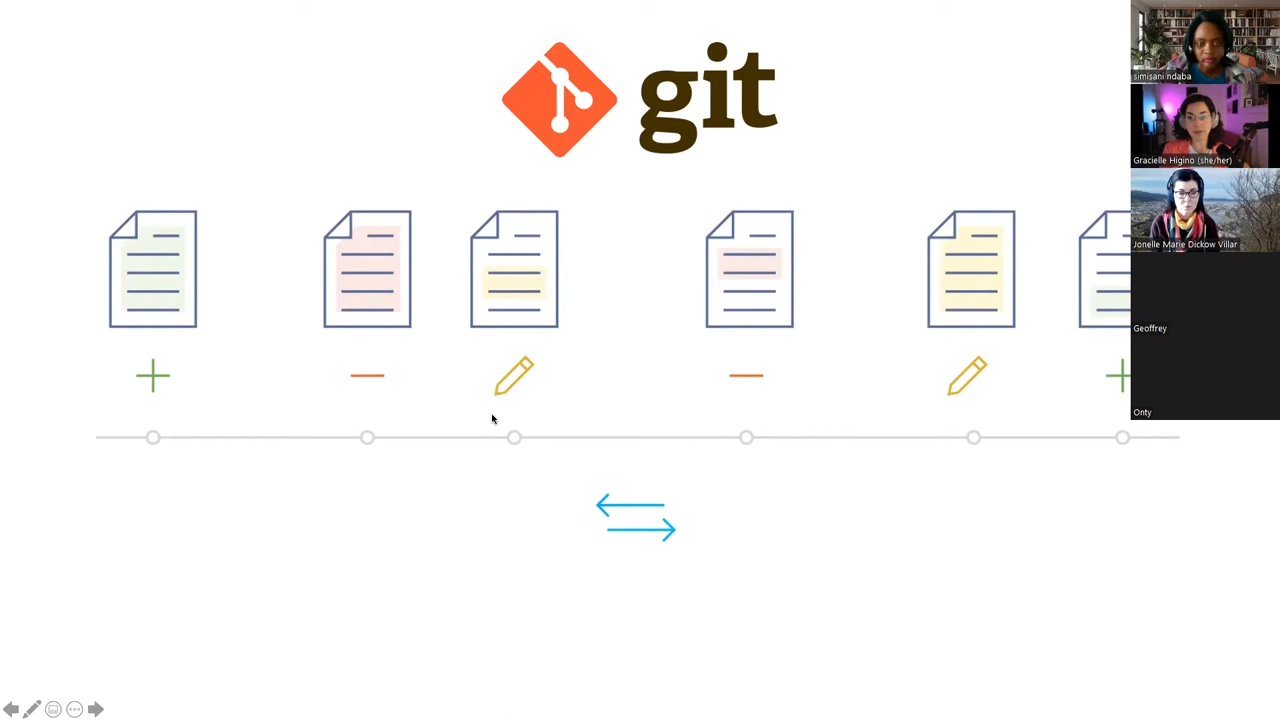 git
simisani ndaba
Gracielle Higino (she/her)
Jonelle Marie Dickow Villar
Geoffrey
Onty